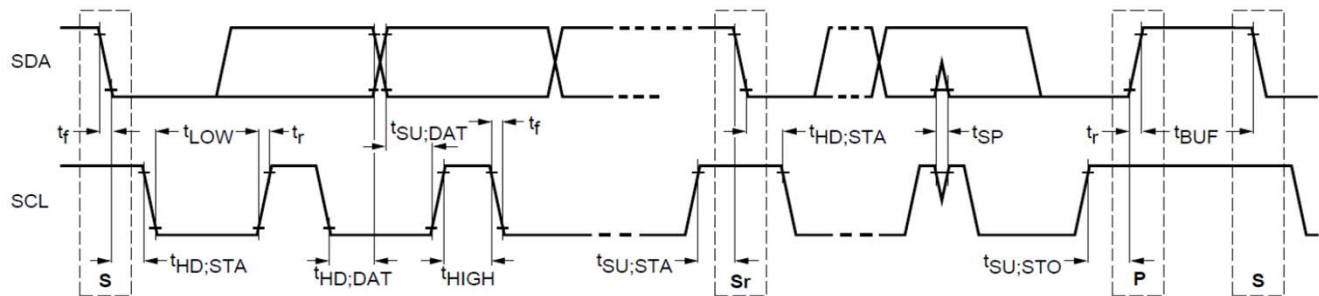 SDA
t_f t_LOW t_r t_SU;DAT t_f t_HD;STA t_SP t_r t_BUF
SCL
t_HD;STA t_HD;DAT t_HIGH t_SU;STA t_SU;STO
S Sr P S